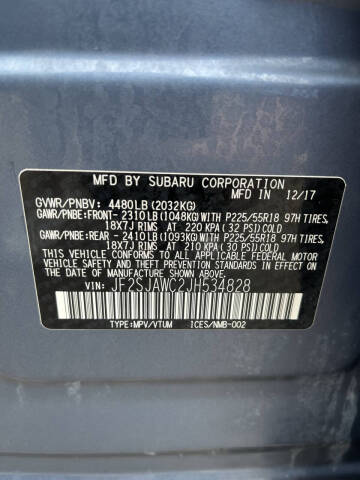 MFD BY SUBARU CORPORATION
MFD IN 12/17
GVWR/PNBV: 4480LB(2032KG)
GAWR/PNBE:FRONT-2310LB(1048KG)WITH P225/55R18 97H TIRES,
18X7J RIMS AT 220 KPA(32 PSI)COLD
GAWR/PNBE:REAR -2410LB(1093KG)WITH P225/55R18 97H TIRES,
18X7J RIMS AT 210 KPA(30 PSI)COLD
THIS VEHICLE CONFORMS TO ALL APPLICABLE FEDERAL MOTOR
VEHICLE SAFETY, BUMPER, AND THEFT PREVENTION STANDARDS
IN EFFECT ON THE DATE OF MANUFACTURE SHOWN ABOVE.
VIN: JF2SJAWC2JH534828
TYPE:MPV/VTUM ICES/NMB-002